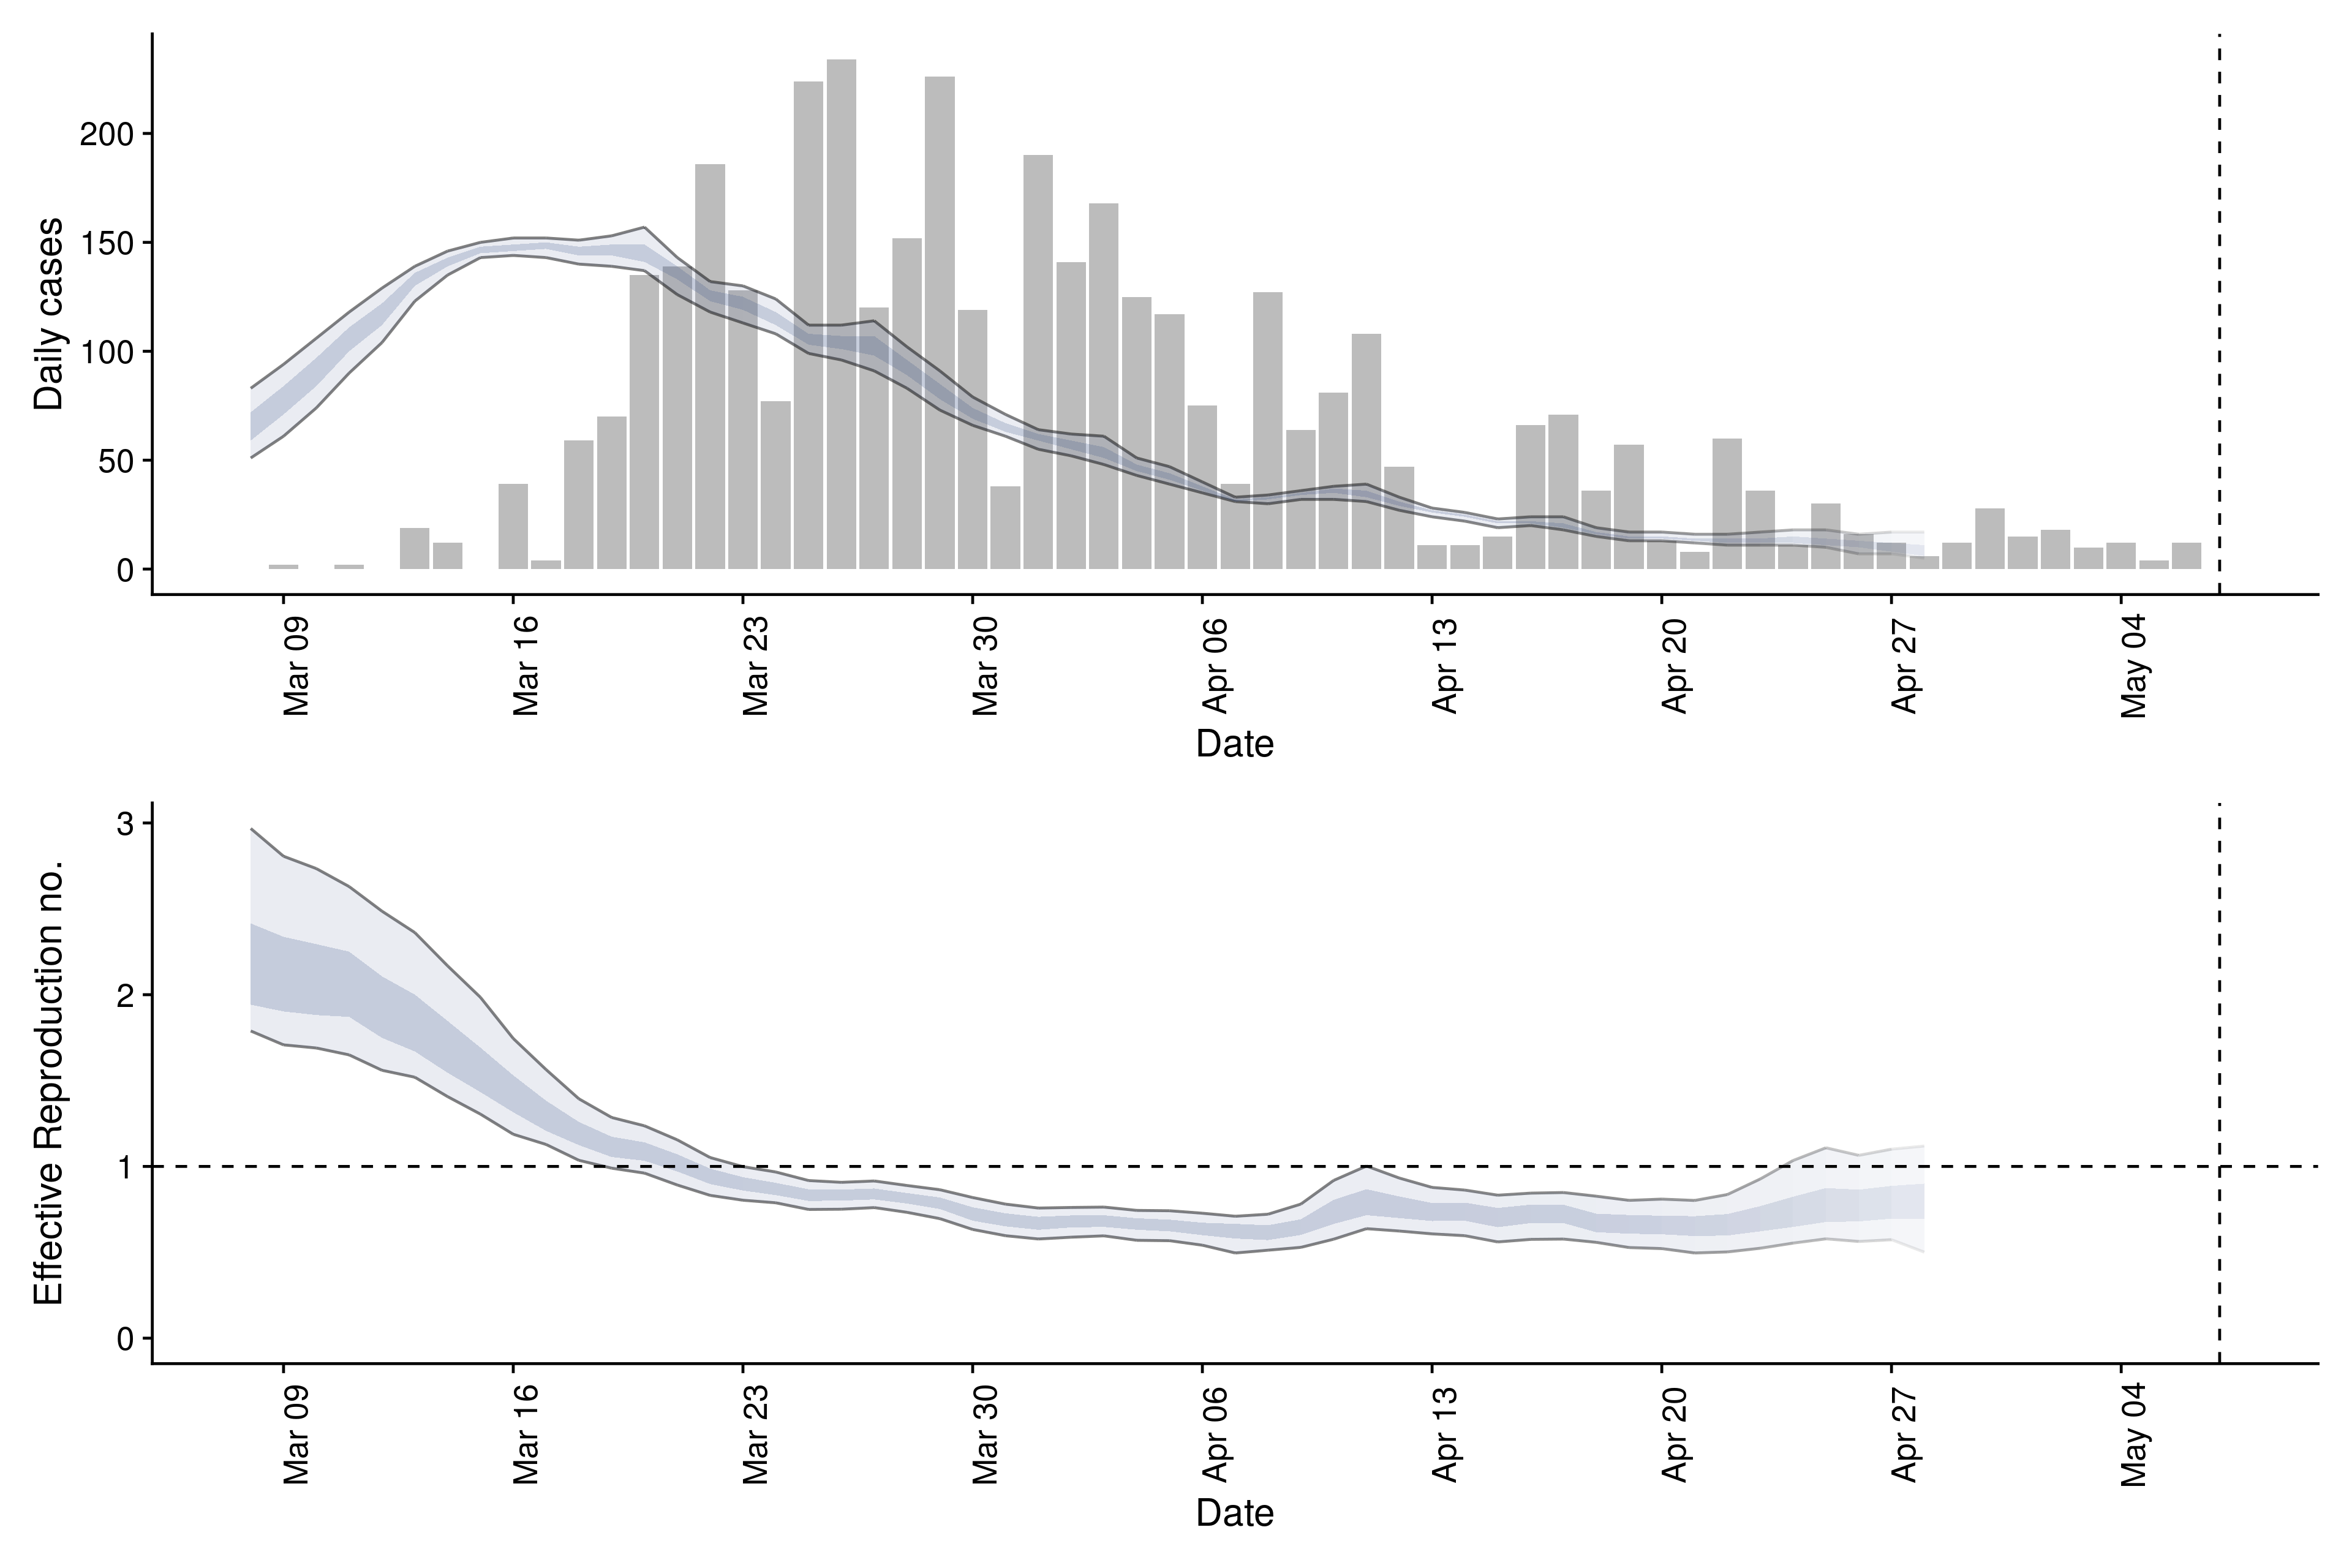 Daily cases
200
150
100
50
0
Mar 09
Mar 16
Mar 23
Mar 30
Apr 06
Apr 13
Apr 20
Apr 27
May 04
Date
Effective Reproduction no.
3
2
1
0
Mar 09
Mar 16
Mar 23
Mar 30
Apr 06
Apr 13
Apr 20
Apr 27
May 04
Date